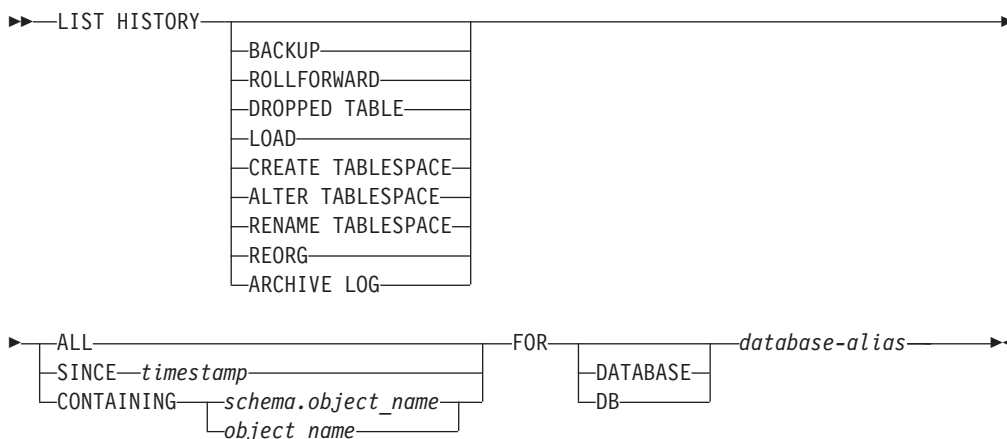 LIST HISTORY
BACKUP
ROLLFORWARD
DROPPED TABLE
LOAD
CREATE TABLESPACE
ALTER TABLESPACE
RENAME TABLESPACE
REORG
ARCHIVE LOG
ALL FOR database-alias
SINCE timestamp DATABASE
CONTAINING schema.object_name DB
object_name